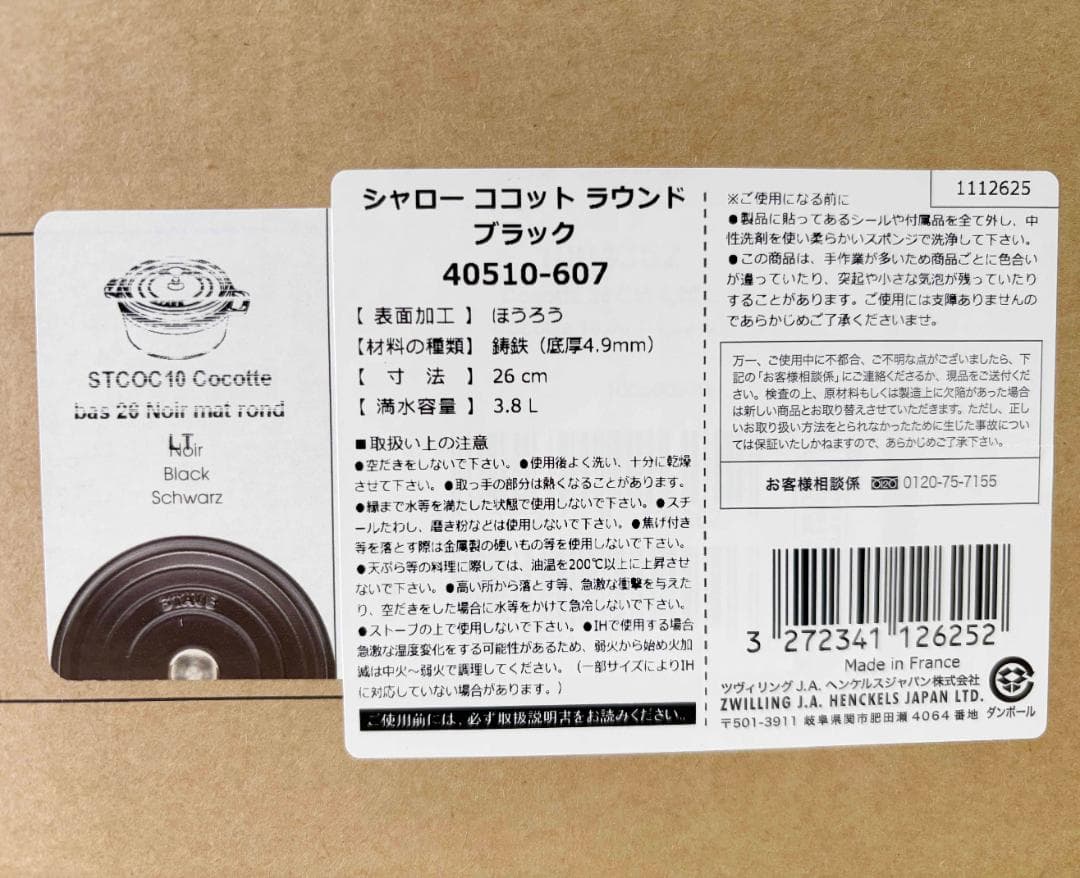 STCOC10 Cocotte
bas 26 Noir mat rond
LT
Noir
Black
Schwarz
STAUB
シャロー ココット ラウンド
ブラック
40510-607
【 表面加工 】 ほうろう
【材料の種類】 鋳鉄（底厚4.9mm）
【 寸 法 】 26 cm
【 満水容量 】 3.8 L
■取扱い上の注意
●空だきをしないで下さい。●使用後よく洗い、十分に乾燥
させて下さい。●取っ手の部分は熱くなることがあります。
●縁まで水等を満たした状態で使用しないで下さい。●スチ
ールたわし、磨き粉などは使用しないで下さい。●焦げ付き
等を落とす際は金属製の硬いもの等を使用しないで下さい。
●天ぷら等の料理に際しては、油温を200℃以上に上昇させ
ないで下さい。●高い所から落とす等、急激な衝撃を与えた
り、空だきをした場合に水等をかけて急冷しないで下さい。
●ストーブの上で使用しないで下さい。●IHで使用する場合
急激な温度変化をする可能性があるため、弱火から始め火加
減は中火～弱火で調理してください。（一部サイズによりIH
に対応していない場合があります。）
ご使用前には、必ず取扱説明書をお読みください。
1112625
※ご使用になる前に
●製品に貼ってあるシールや付属品を全て外し、中
性洗剤を使い柔らかいスポンジで洗浄して下さい。
●この商品は、手作業が多いため商品ごとに色合い
が違っていたり、突起や小さな気泡が残っていたり
することがあります。ご使用には支障ありませんの
であらかじめご了承くださいませ。
万一、ご使用中に不都合、ご不明な点がございましたら、下
記の「お客様相談係」にご連絡くださるか、現品をご送付くだ
さい。検査の上、原材料もしくは製造上に欠陥があった場合
は新しい商品とお取り替えさせていただきます。ただし、正し
いお取り扱い方法をとられなかったために生じた事故につい
ては保証いたしかねますので、あらかじめご了承下さい。
お客様相談係 0120-75-7155
3 272341 126252
Made in France
ツヴィリング J.A. ヘンケルスジャパン株式会社
ZWILLING J.A. HENCKELS JAPAN LTD.
〒501-3911 岐阜県関市肥田瀬 4064 番地
ダンボール